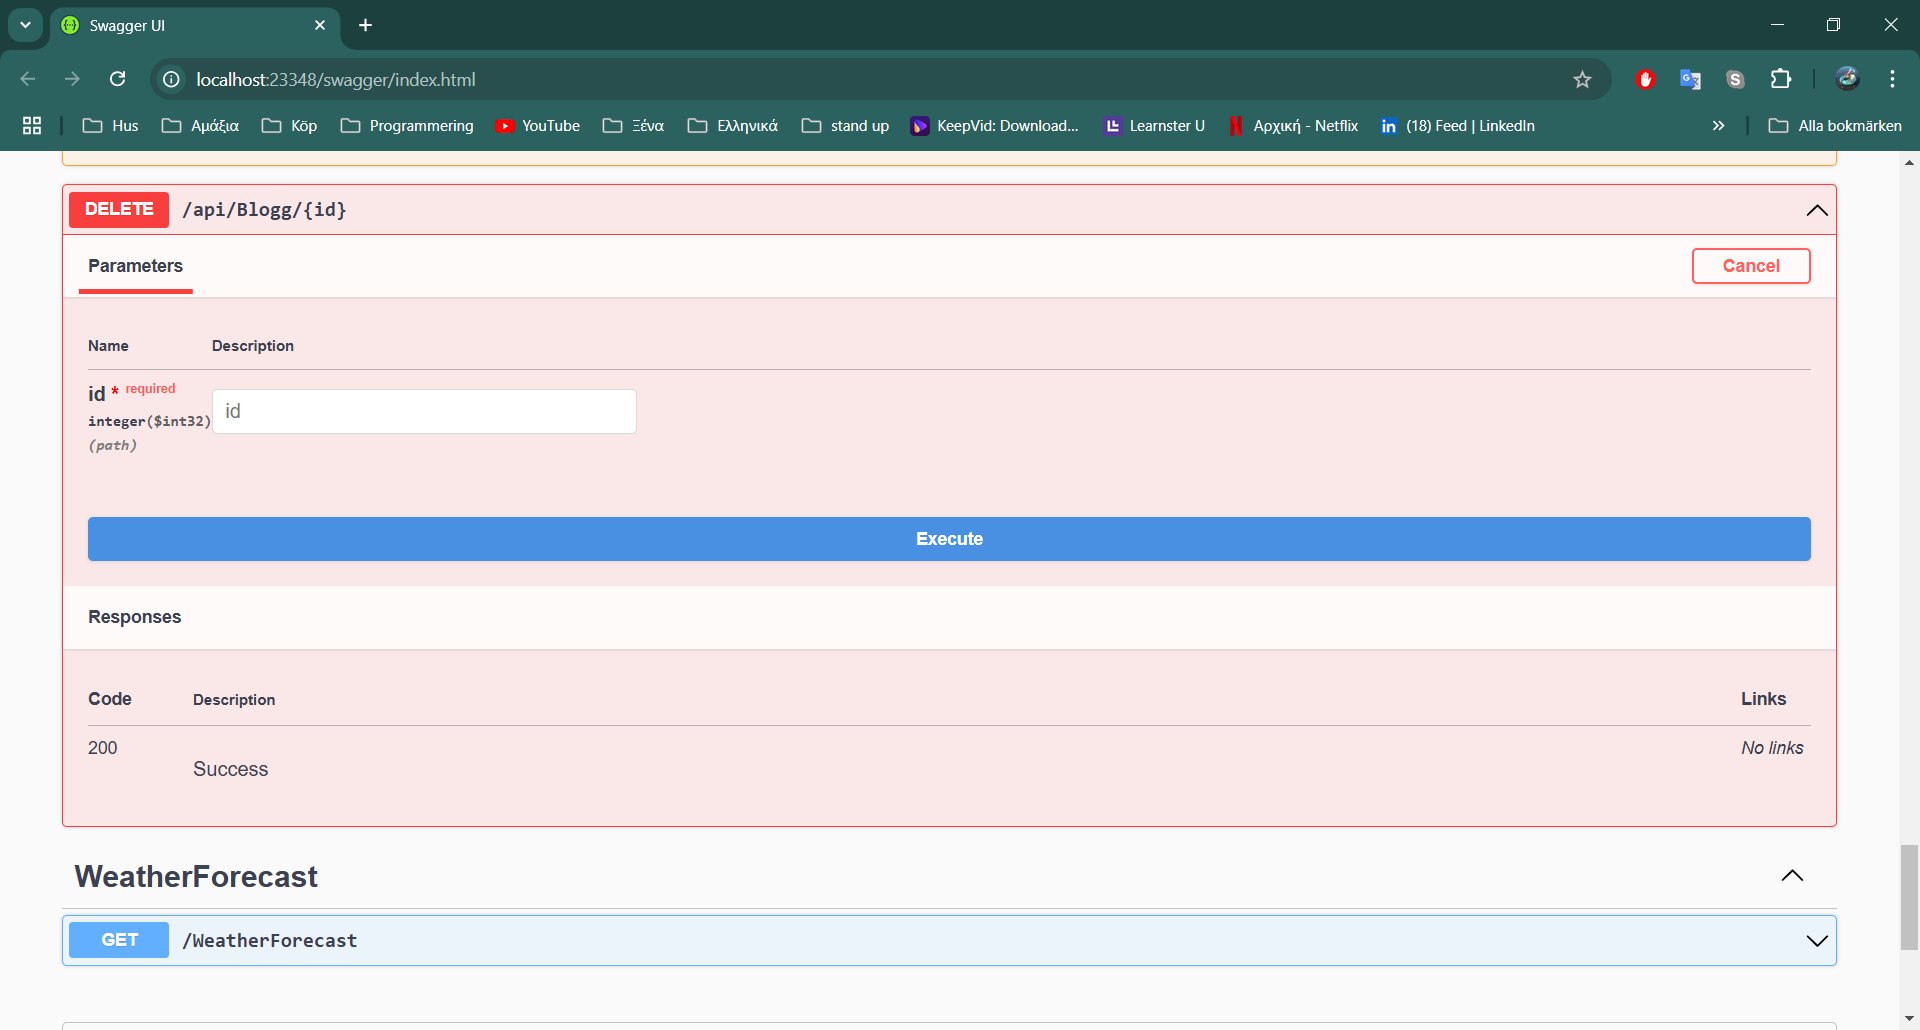 Swagger UI
localhost:23348/swagger/index.html
Hus Αμάξια Köp Programmering YouTube Ξένα Ελληνικά stand up KeepVid: Download... Learnster U Αρχική - Netflix (18) Feed | LinkedIn Alla bokmärken
DELETE /api/Blogg/{id}
Parameters Cancel
Name Description
id * required
integer($int32) id
(path)
Execute
Responses
Code Description Links
200 No links
Success
WeatherForecast
GET /WeatherForecast